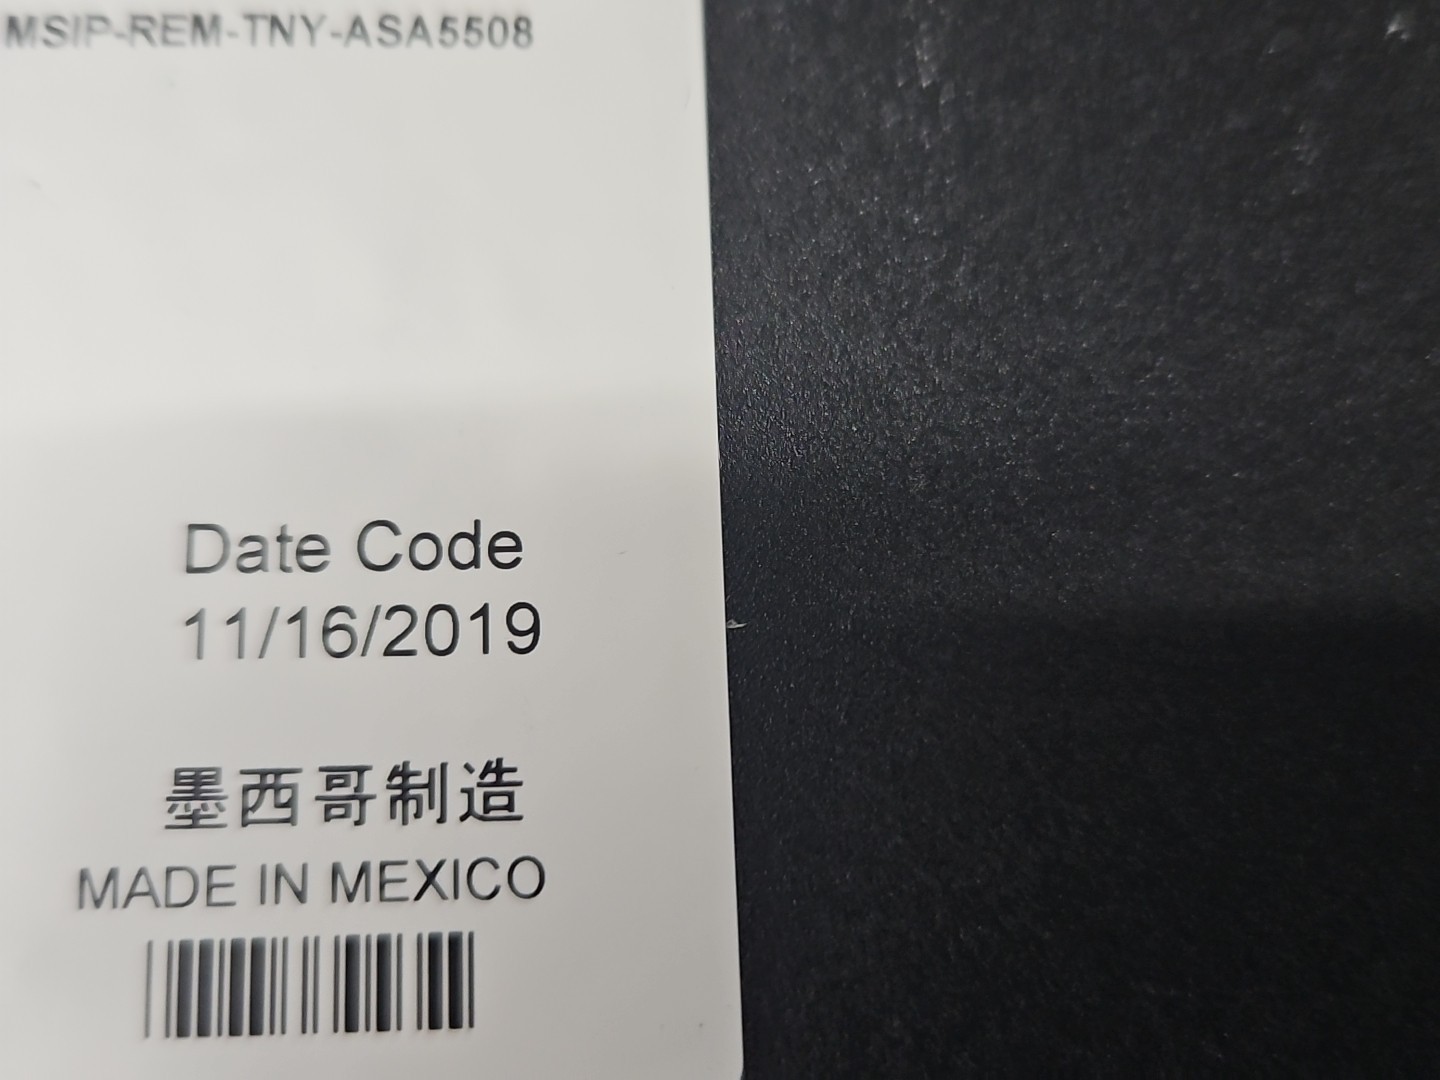 MSIP-REM-TNY-ASA5508
Date Code
11/16/2019
墨西哥制造
MADE IN MEXICO